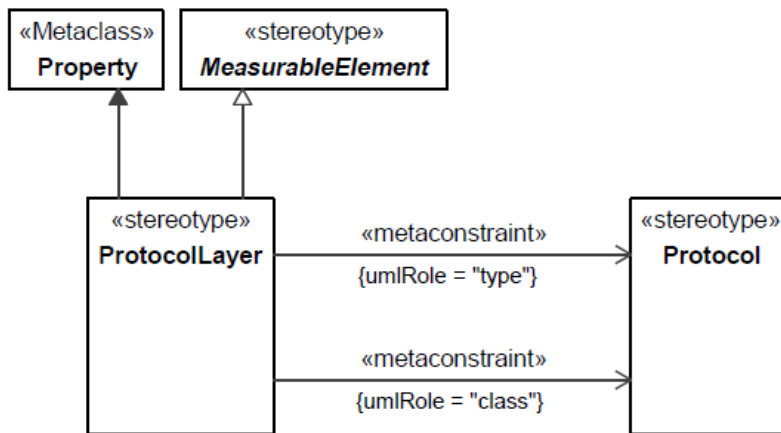 «Metaclass»
Property
«stereotype»
MeasurableElement
«stereotype»
ProtocolLayer
«metaconstraint»
{umlRole = "type"}
«metaconstraint»
{umlRole = "class"}
«stereotype»
Protocol